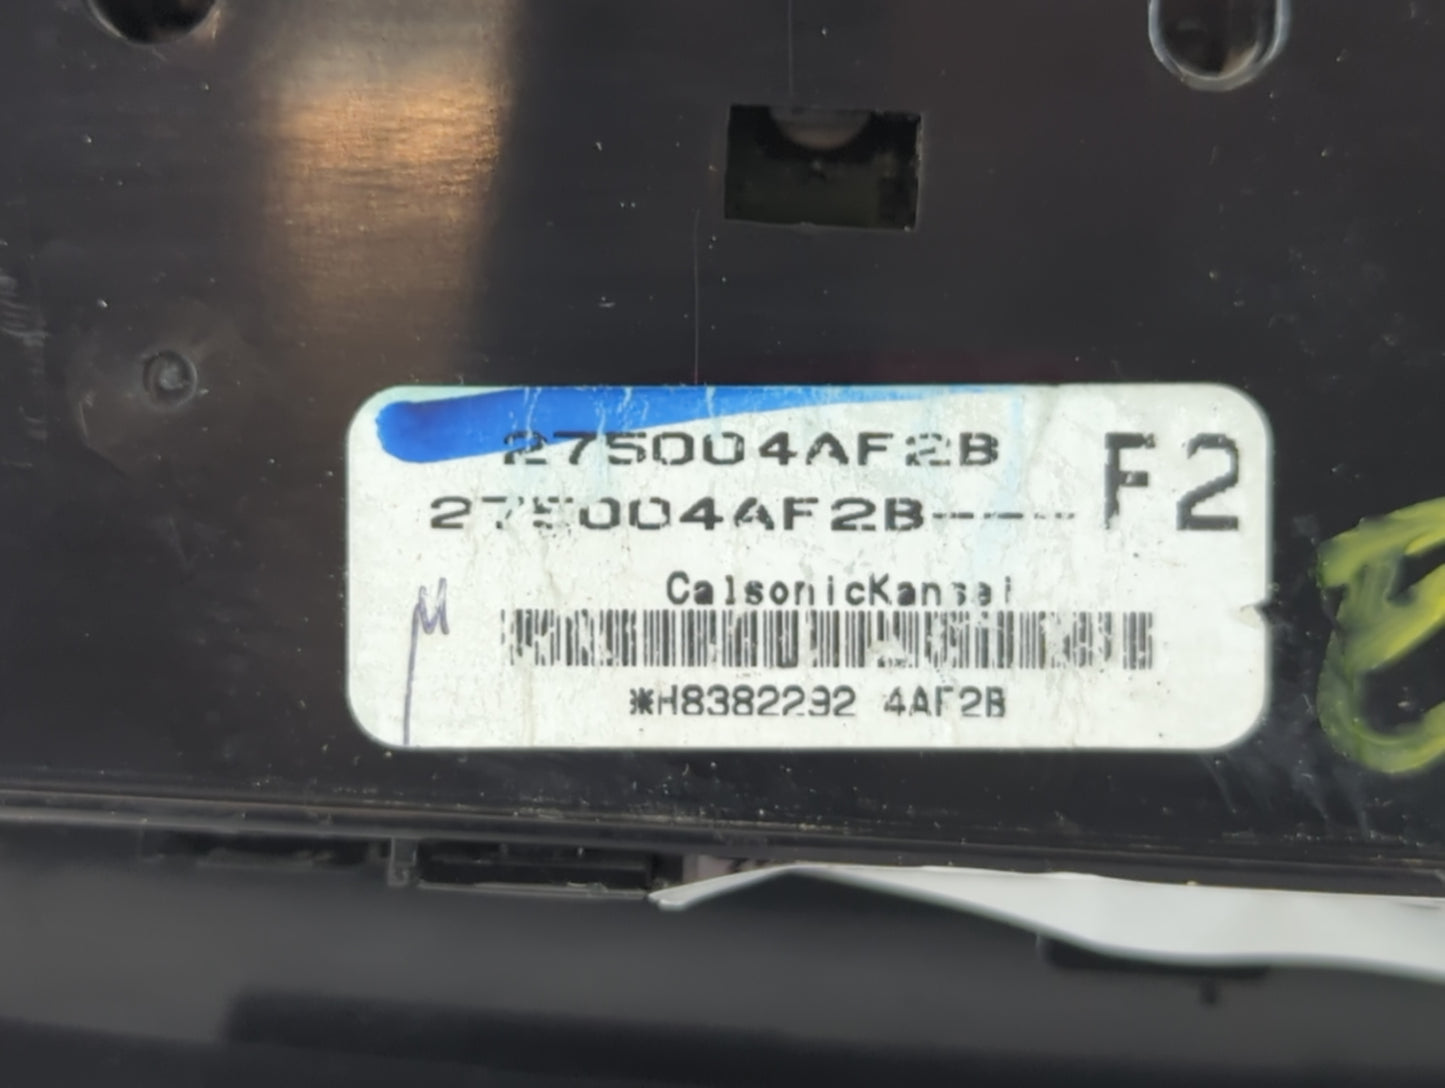 275004AF2B
F2
275004AF2B----
CalsonicKansei
*H8382292 4AF2B